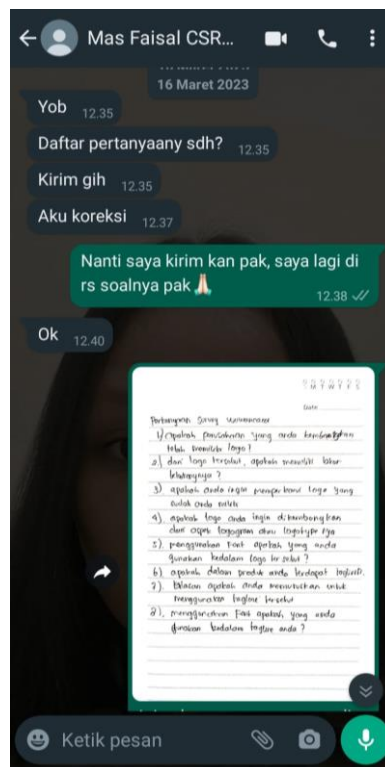 Mas Faisal CSR...
16 Maret 2023
Yob 12.35
Daftar pertanyaany sdh? 12.35
Kirim gih 12.35
Aku koreksi 12.37
Nanti saya kirim kan pak, saya lagi di
rs soalnya pak 🙏🏻
12.38
Ok 12.40
S M T W T F S
Date
Pertanyaan Survey
1) apakah perusahaan yang anda kembangkan
telah memiliki logo?
2) dari logo tersebut, apakah memiliki latar
belakangnya?
3) apakah anda ingin memperbarui logo yang
sudah anda miliki
4). apakah logo anda ingin dikembangkan
dari aspek logogram atau logotype nya
5). penggunaan Font apakah yang anda
gunakan kedalam logo tersebut?
6) apakah dalam produk anda terdapat tagline?
7). alasan apakah anda memutuskan untuk
menggunakan tagline tersebut
8). menggunakan Font apakah yang anda
gunakan kedalam tagline anda?
Ketik pesan